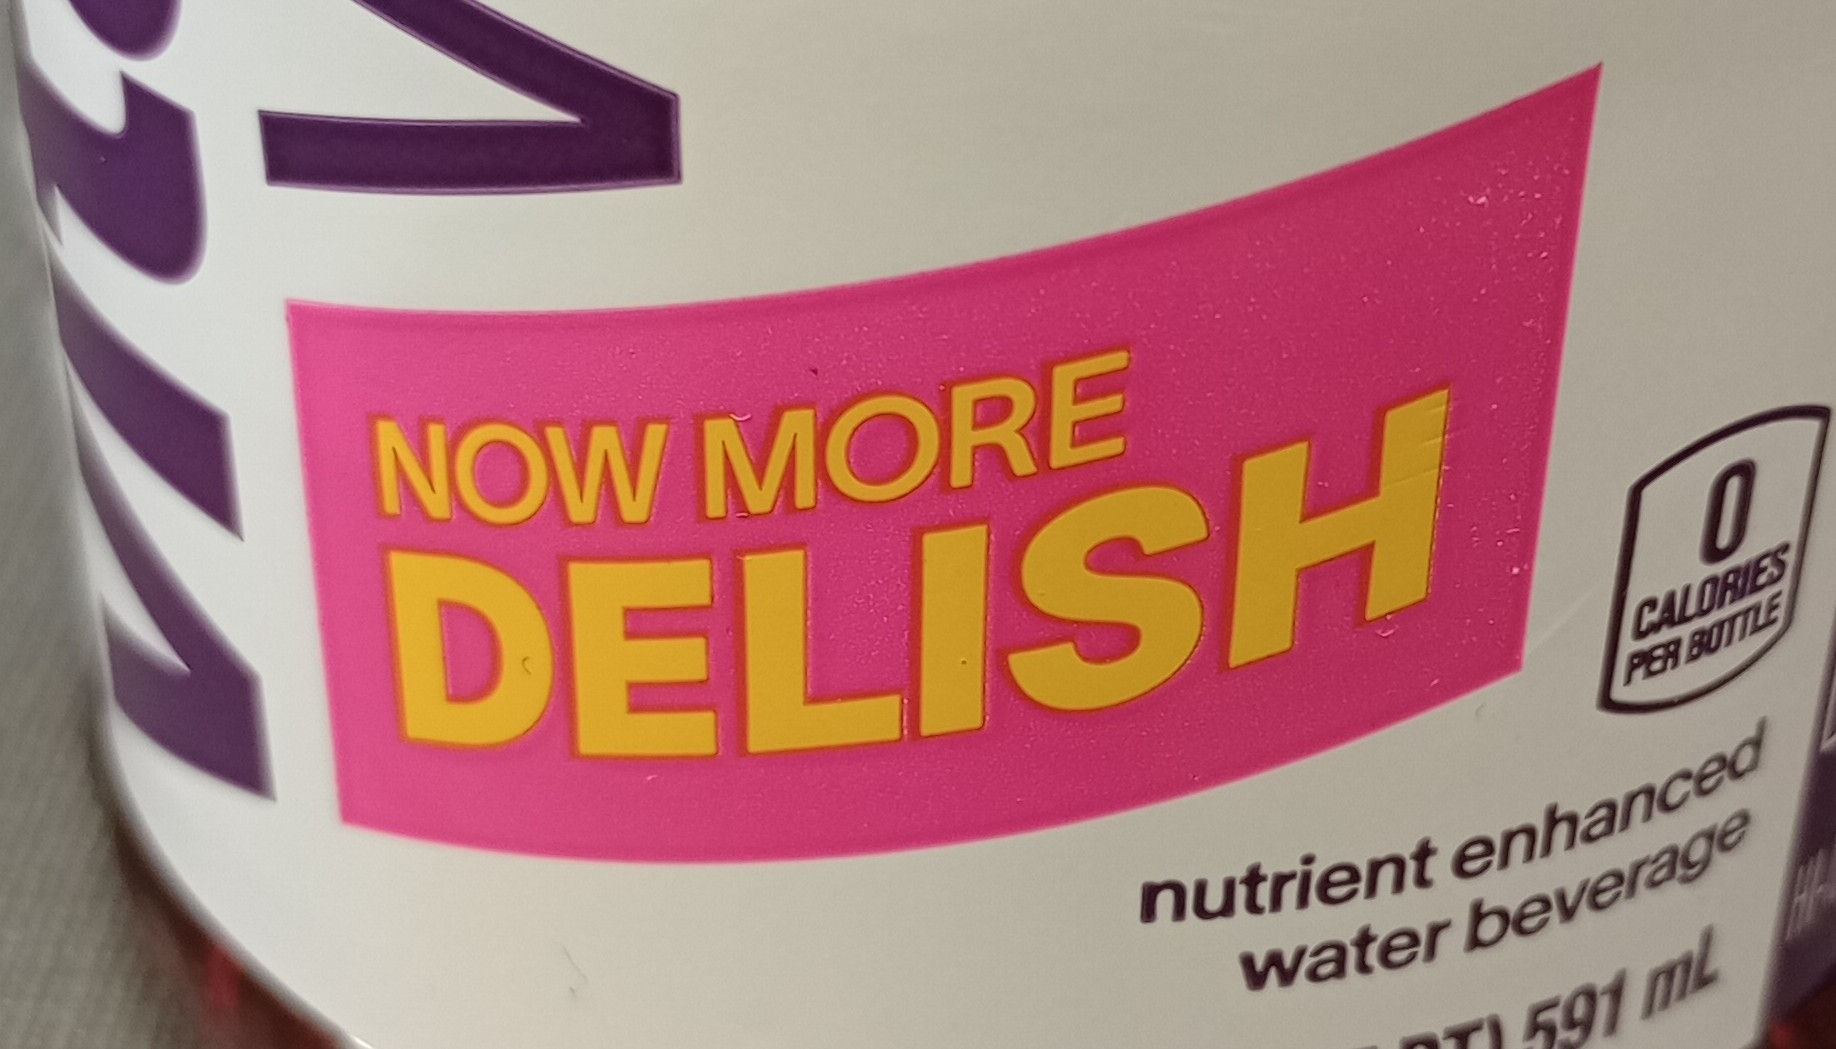 NOW MORE
DELISH
0
CALORIES
PER BOTTLE
nutrient enhanced
water beverage
591 mL